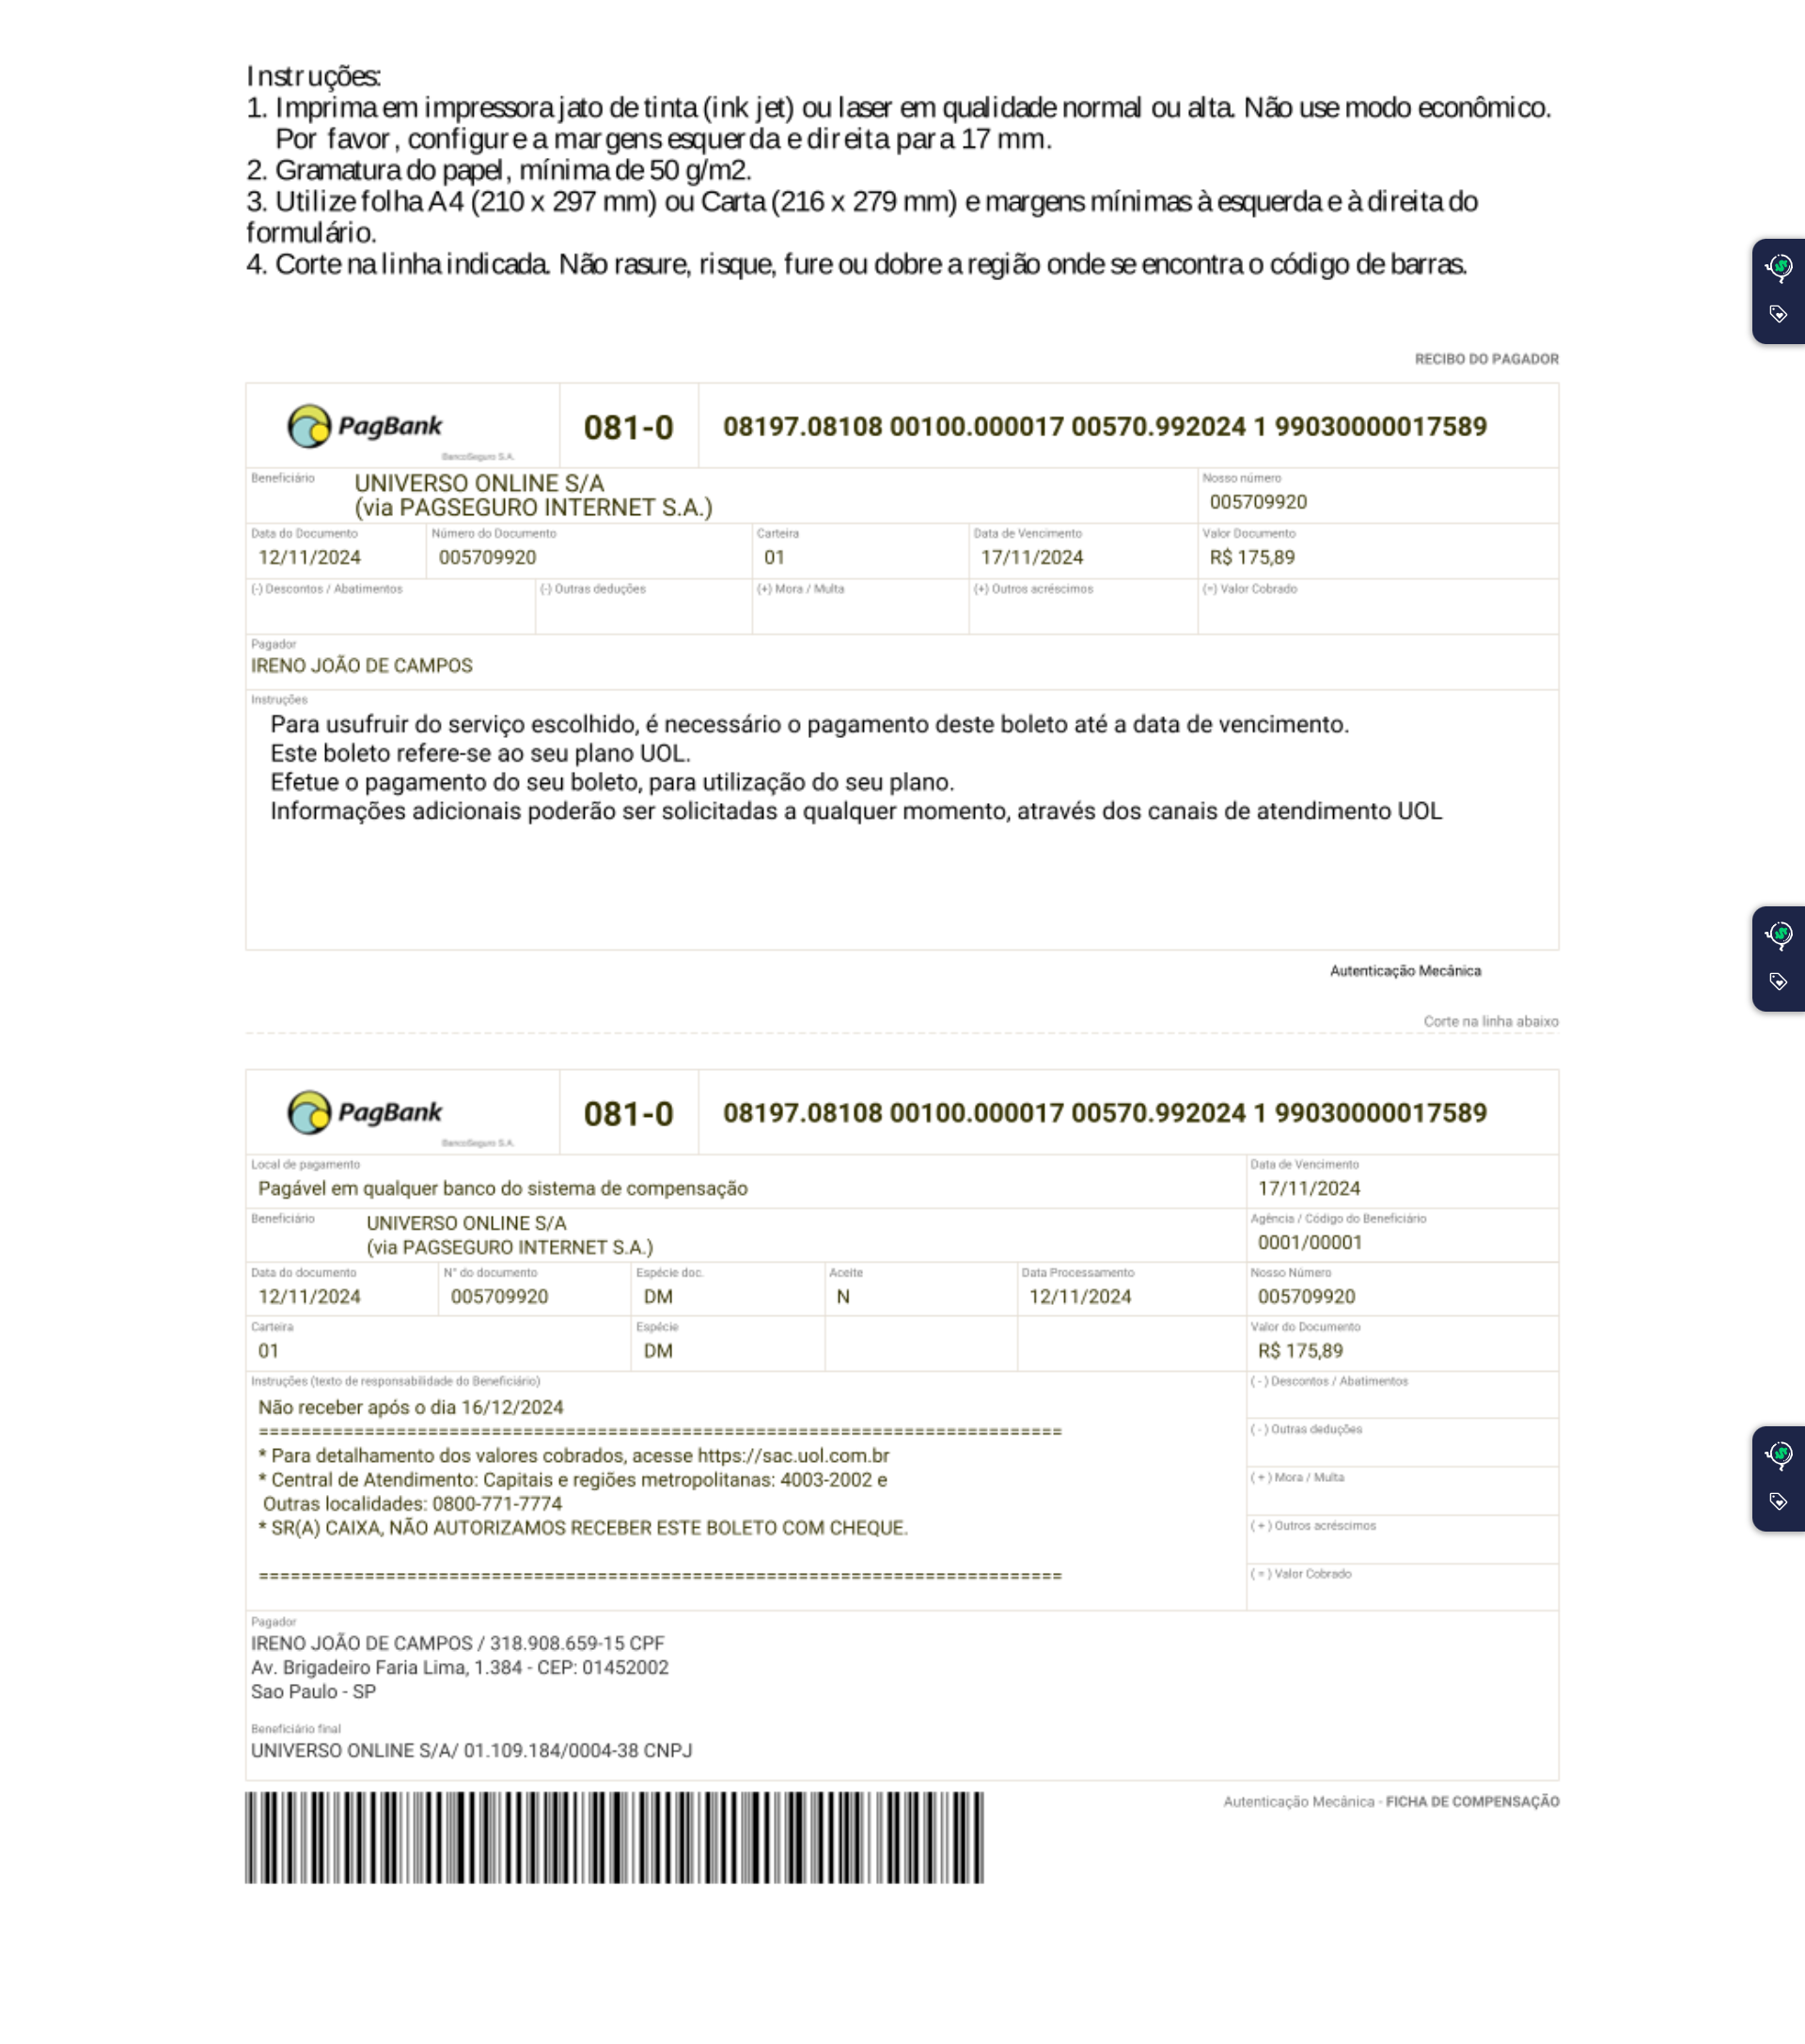 Instruções:
1. Imprima em impressora jato de tinta (ink jet) ou laser em qualidade normal ou alta. Não use modo econômico.
Por favor, configure a margens esquerda e direita para 17 mm.
2. Gramatura do papel, mínima de 50 g/m2.
3. Utilize folha A4 (210 x 297 mm) ou Carta (216 x 279 mm) e margens mínimas à esquerda e à direita do
formulário.
4. Corte na linha indicada. Não rasure, risque, fure ou dobre a região onde se encontra o código de barras.
RECIBO DO PAGADOR
PagBank 081-0 08197.08108 00100.000017 00570.992024 1 99030000017589
BancoSeguro S.A.
Beneficiário UNIVERSO ONLINE S/A Nosso número
(via PAGSEGURO INTERNET S.A.) 005709920
Data do Documento Número do Documento Carteira Data de Vencimento Valor Documento
12/11/2024 005709920 01 17/11/2024 R$ 175,89
(-) Descontos / Abatimentos (-) Outras deduções (+) Mora / Multa (+) Outros acréscimos (=) Valor Cobrado
Pagador
IRENO JOÃO DE CAMPOS
Instruções
Para usufruir do serviço escolhido, é necessário o pagamento deste boleto até a data de vencimento.
Este boleto refere-se ao seu plano UOL.
Efetue o pagamento do seu boleto, para utilização do seu plano.
Informações adicionais poderão ser solicitadas a qualquer momento, através dos canais de atendimento UOL
Autenticação Mecânica
Corte na linha abaixo
PagBank 081-0 08197.08108 00100.000017 00570.992024 1 99030000017589
BancoSeguro S.A.
Local de pagamento Data de Vencimento
Pagável em qualquer banco do sistema de compensação 17/11/2024
Beneficiário UNIVERSO ONLINE S/A Agência / Código do Beneficiário
(via PAGSEGURO INTERNET S.A.) 0001/00001
Data do documento N° do documento Espécie doc. Aceite Data Processamento Nosso Número
12/11/2024 005709920 DM N 12/11/2024 005709920
Carteira Espécie Valor do Documento
01 DM R$ 175,89
Instruções (texto de responsabilidade do Beneficiário) ( - ) Descontos / Abatimentos
Não receber após o dia 16/12/2024
================================================================================
( - ) Outras deduções
* Para detalhamento dos valores cobrados, acesse https://sac.uol.com.br
* Central de Atendimento: Capitais e regiões metropolitanas: 4003-2002 e
( + ) Mora / Multa
Outras localidades: 0800-771-7774
* SR(A) CAIXA, NÃO AUTORIZAMOS RECEBER ESTE BOLETO COM CHEQUE.
( + ) Outros acréscimos
================================================================================
( = ) Valor Cobrado
Pagador
IRENO JOÃO DE CAMPOS / 318.908.659-15 CPF
Av. Brigadeiro Faria Lima, 1.384 - CEP: 01452002
Sao Paulo - SP
Beneficiário final
UNIVERSO ONLINE S/A/ 01.109.184/0004-38 CNPJ
Autenticação Mecânica - FICHA DE COMPENSAÇÃO